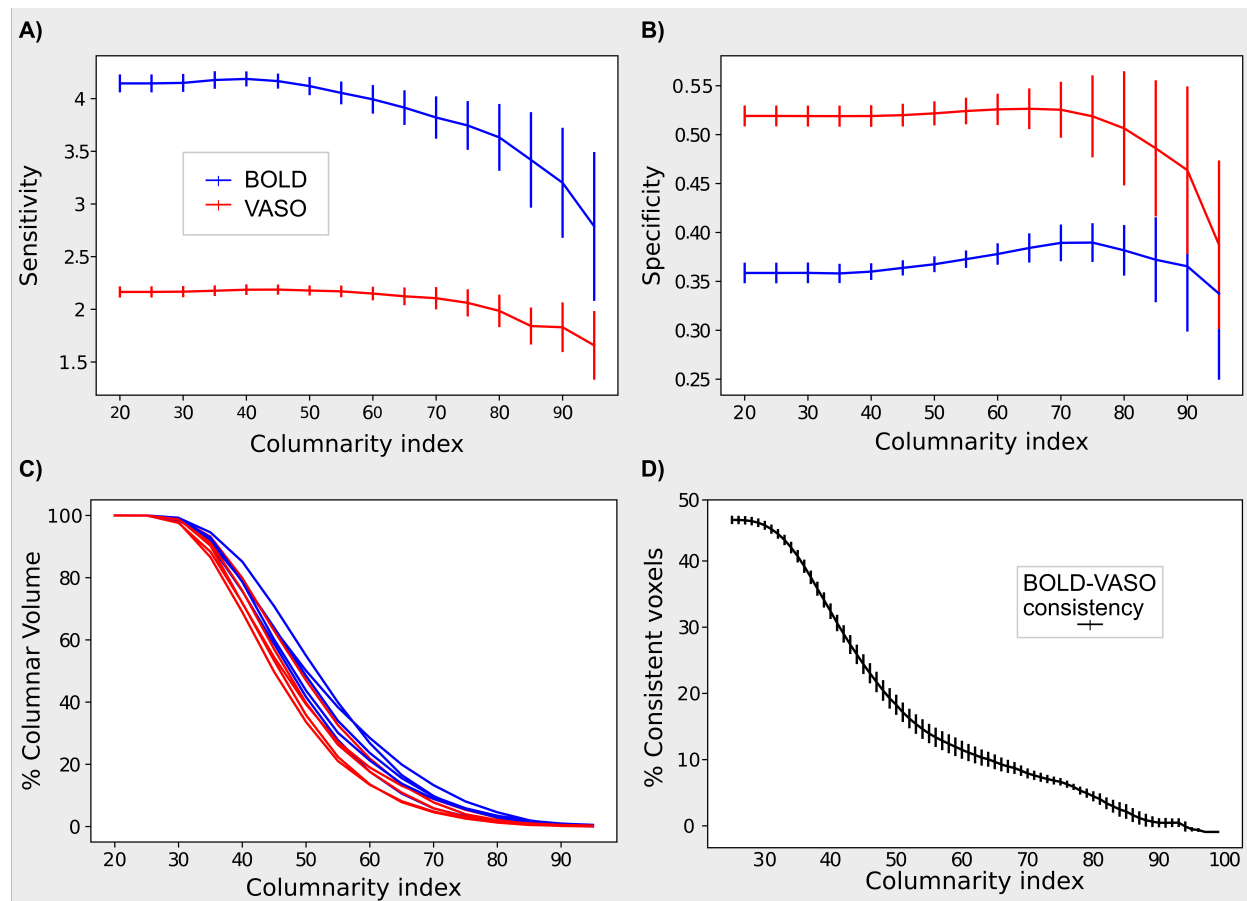 A)
Sensitivity
4
3.5
3
2.5
2
1.5
BOLD
VASO
20 30 40 50 60 70 80 90
Columnarity index
B)
Specificity
0.55
0.50
0.45
0.40
0.35
0.30
0.25
20 30 40 50 60 70 80 90
Columnarity index
C)
% Columnar Volume
100
80
60
40
20
0
20 30 40 50 60 70 80 90
Columnarity index
D)
% Consistent voxels
50
40
30
20
10
0
BOLD-VASO
consistency
30 40 50 60 70 80 90 100
Columnarity index